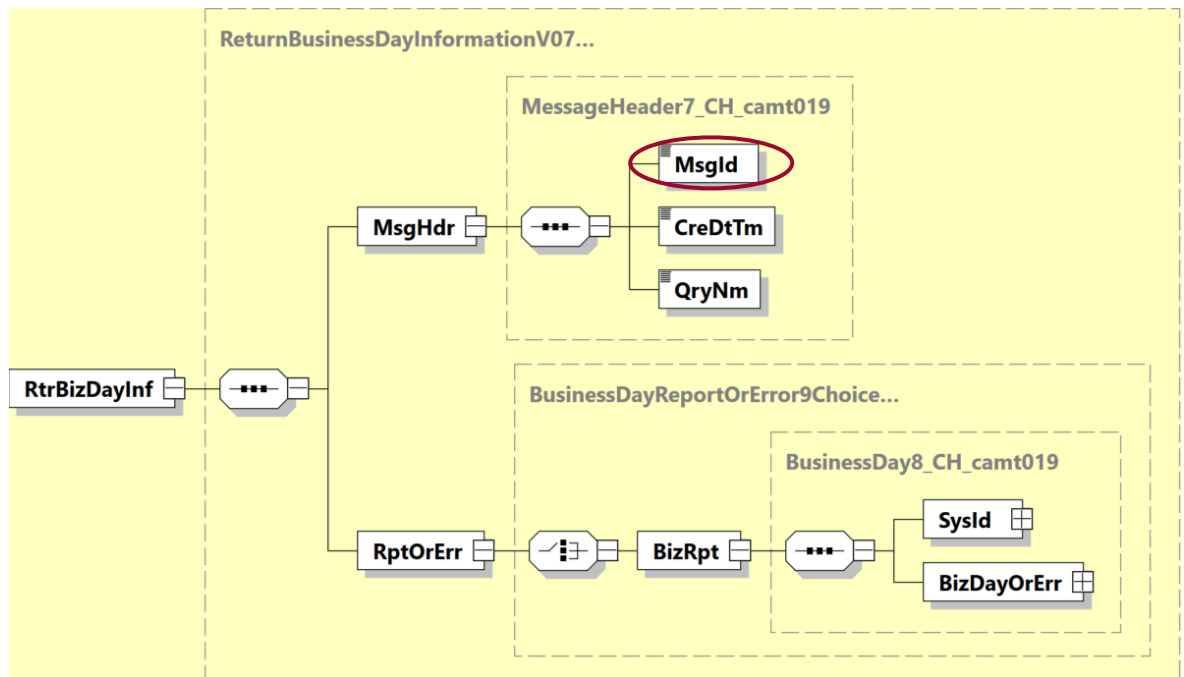 ReturnBusinessDayInformationV07...
MessageHeader7_CH_camt019
MsgId
MsgHdr
CreDtTm
QryNm
RtrBizDayInf
BusinessDayReportOrError9Choice...
BusinessDay8_CH_camt019
SysId
RptOrErr
BizRpt
BizDayOrErr